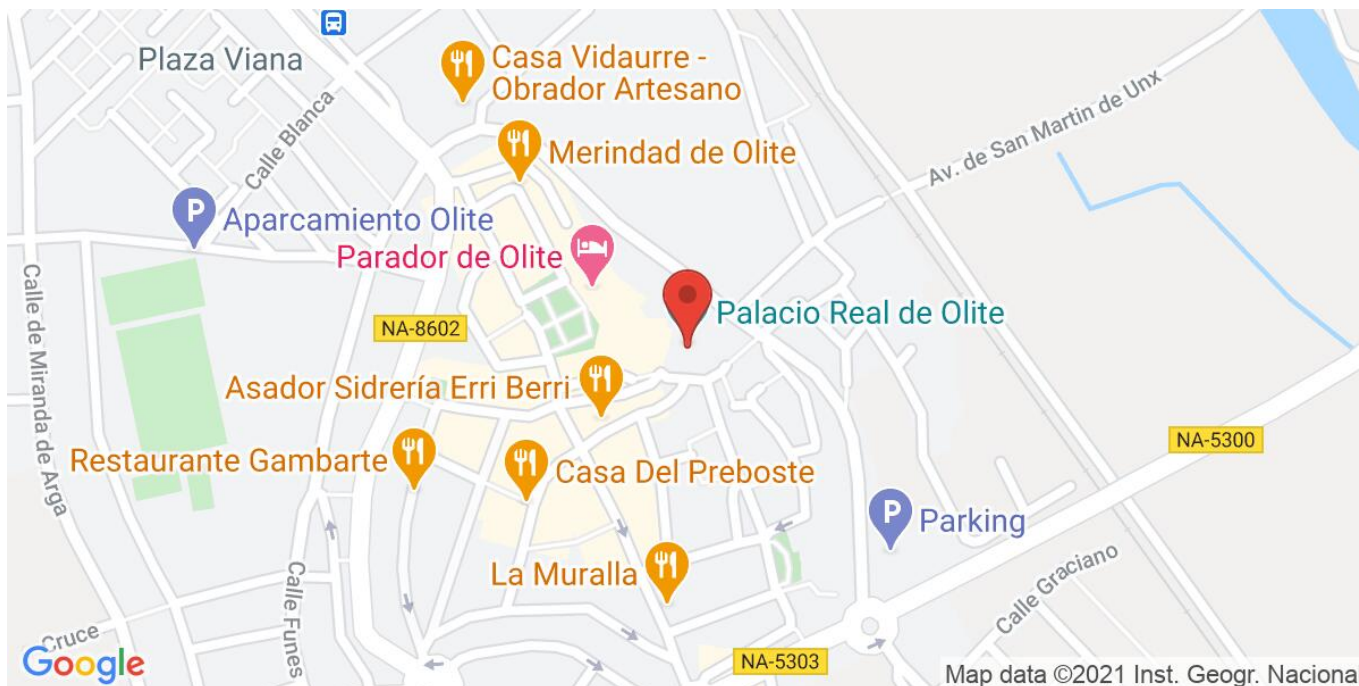 Plaza Viana
Casa Vidaurre -
Obrador Artesano
Calle Blanca
Merindad de Olite
Av. de San Martin de Unx
P
Aparcamiento Olite
Parador de Olite
Calle de Miranda de Arga
NA-8602
Palacio Real de Olite
Asador Sidrería Erri Berri
NA-5300
Restaurante Gambarte
Casa Del Preboste
P
Parking
La Muralla
Calle Funes
Calle Graciano
Cruce
Google
NA-5303
Map data ©2021 Inst. Geogr. Naciona